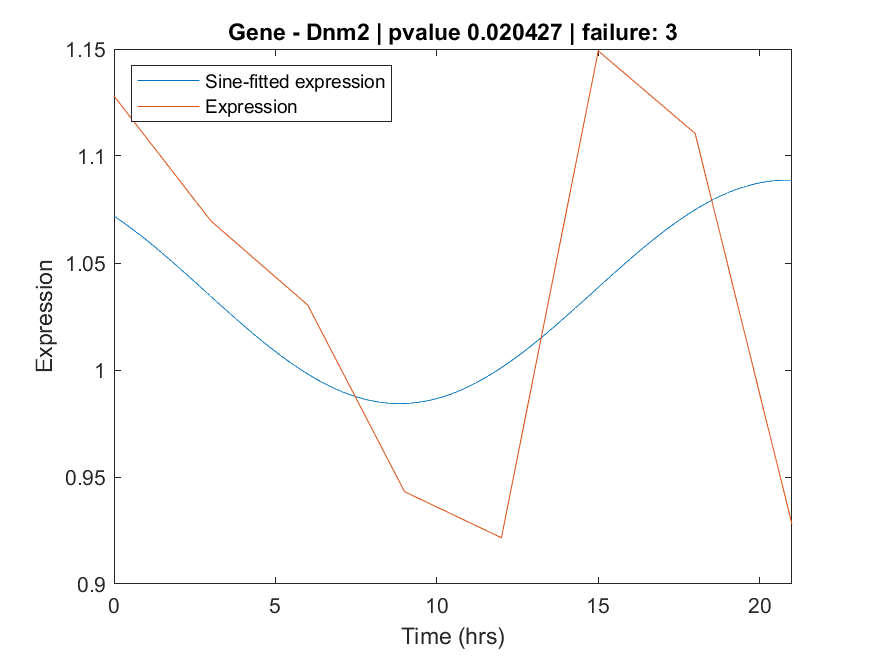 Gene - Dnm2 | pvalue 0.020427 | failure: 3
1.15
Sine-fitted expression
Expression
1.1
1.05
Expression
1
0.95
0.9
0 5 10 15 20
Time (hrs)